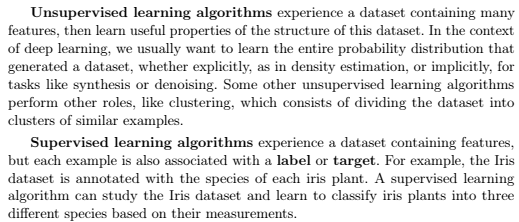 Unsupervised learning algorithms experience a dataset containing many
features, then learn useful properties of the structure of this dataset. In the context
of deep learning, we usually want to learn the entire probability distribution that
generated a dataset, whether explicitly, as in density estimation, or implicitly, for
tasks like synthesis or denoising. Some other unsupervised learning algorithms
perform other roles, like clustering, which consists of dividing the dataset into
clusters of similar examples.
Supervised learning algorithms experience a dataset containing features,
but each example is also associated with a label or target. For example, the Iris
dataset is annotated with the species of each iris plant. A supervised learning
algorithm can study the Iris dataset and learn to classify iris plants into three
different species based on their measurements.